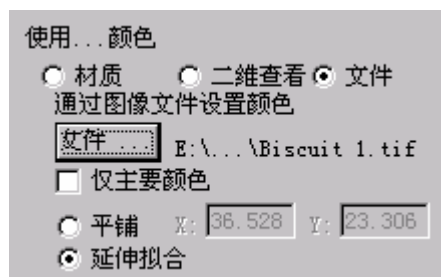 使用...颜色
材质 二维查看 文件
通过图像文件设置颜色
文件 ... E:\...\Biscuit 1.tif
仅主要颜色
平铺 X: 36.528 Y: 23.306
延伸拟合